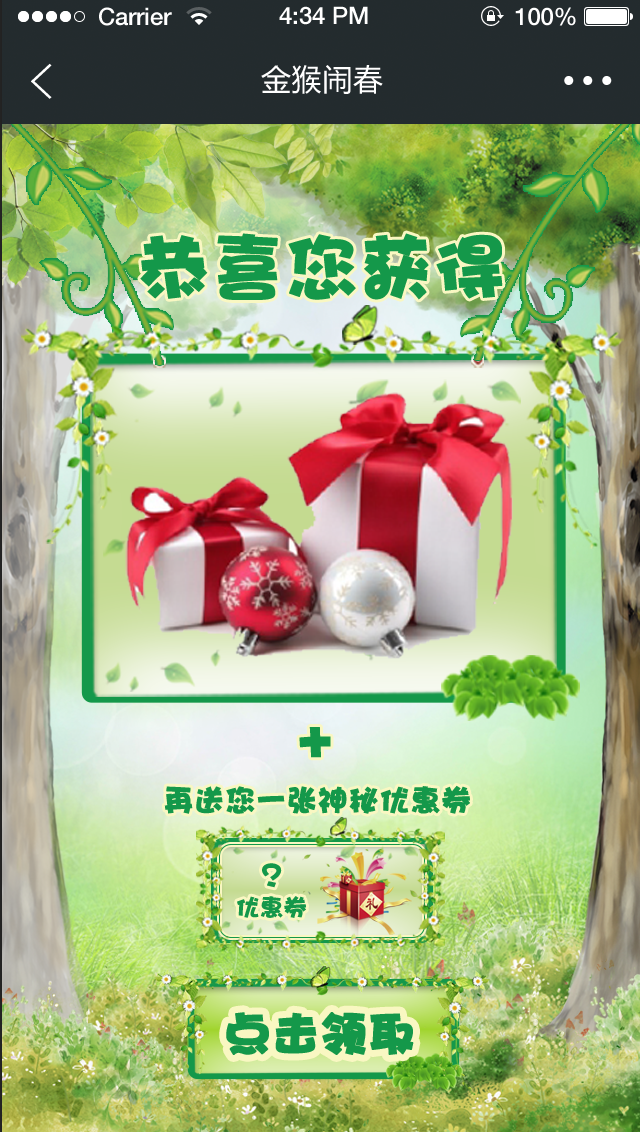 Carrier 4:34 PM 100%
金猴闹春
恭喜您获得
+
再送您一张神秘优惠券
?
优惠券
礼
点击领取